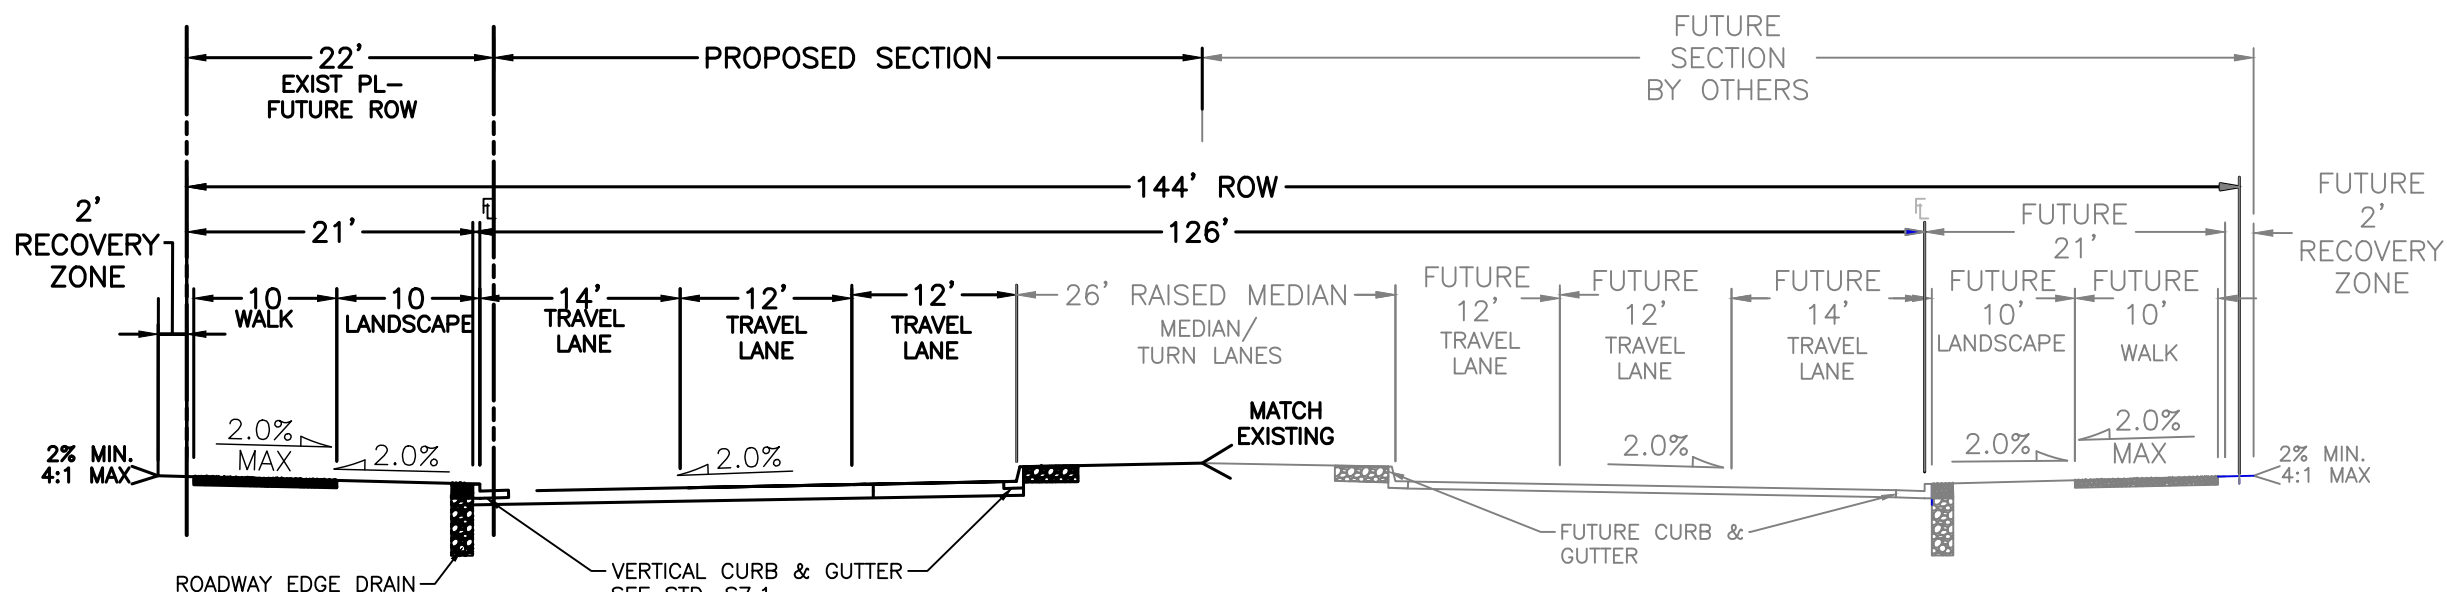 22'
EXIST PL-
FUTURE ROW
PROPOSED SECTION
FUTURE
SECTION
BY OTHERS
144' ROW
2'
RECOVERY
ZONE
21'
FL
126'
FL
FUTURE
21'
FUTURE
2'
RECOVERY
ZONE
10
WALK
10
LANDSCAPE
14'
TRAVEL
LANE
12'
TRAVEL
LANE
12'
TRAVEL
LANE
26' RAISED MEDIAN
MEDIAN/
TURN LANES
FUTURE
12'
TRAVEL
LANE
FUTURE
12'
TRAVEL
LANE
FUTURE
14'
TRAVEL
LANE
FUTURE
10'
LANDSCAPE
FUTURE
10'
WALK
2% MIN.
4:1 MAX
2.0%
MAX
2.0%
2.0%
MATCH
EXISTING
2.0%
2.0%
2.0%
MAX
2% MIN.
4:1 MAX
ROADWAY EDGE DRAIN
VERTICAL CURB & GUTTER
FUTURE CURB &
GUTTER